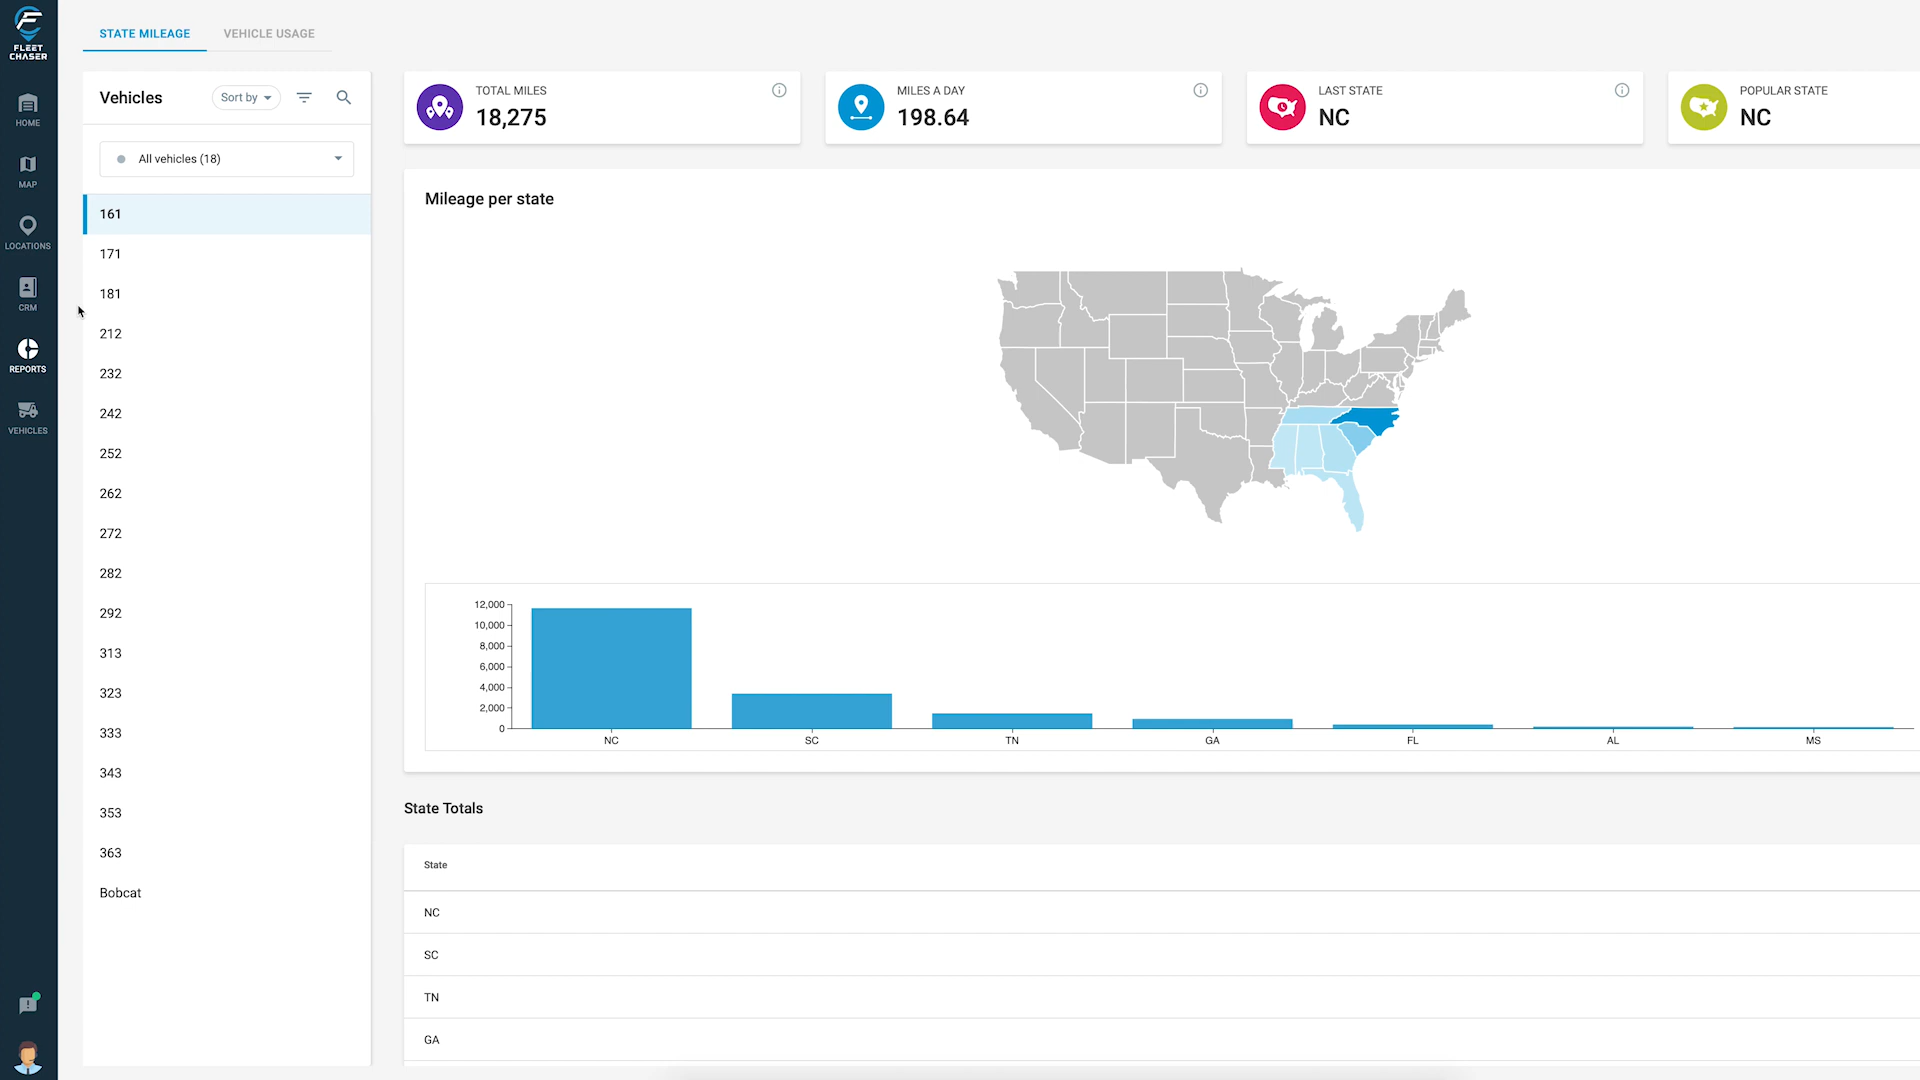 FLEET
CHASER
HOME
MAP
LOCATIONS
CRM
REPORTS
VEHICLES
STATE MILEAGE
VEHICLE USAGE
Vehicles
Sort by
All vehicles (18)
161
171
181
212
232
242
252
262
272
282
292
313
323
333
343
353
363
Bobcat
TOTAL MILES
18,275
MILES A DAY
198.64
LAST STATE
NC
POPULAR STATE
NC
Mileage per state
12,000
10,000
8,000
6,000
4,000
2,000
0
NC
SC
TN
GA
FL
AL
MS
State Totals
State
NC
SC
TN
GA